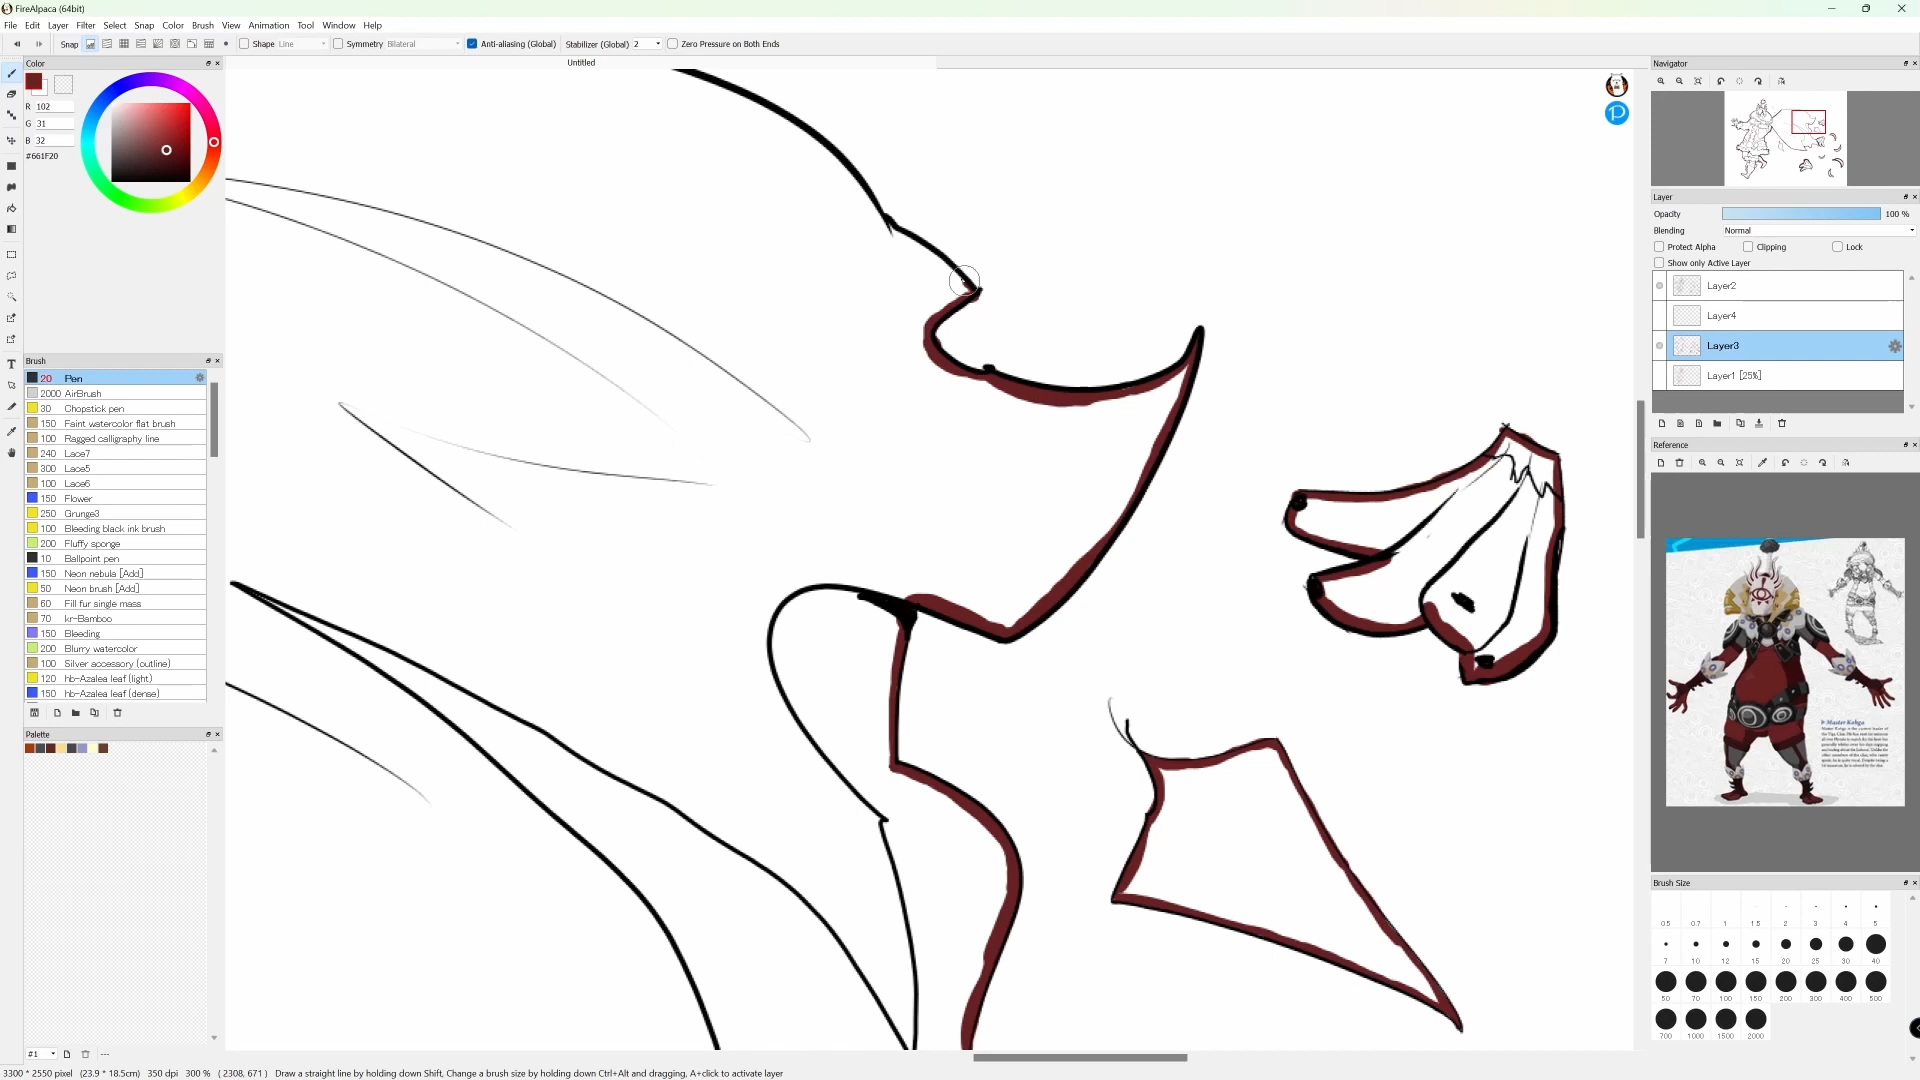 FireAlpaca (64bit)
File Edit Layer Filter Select Snap Color Brush View Animation Tool Window Help
Snap Shape Line Symmetry Bilateral Anti-aliasing (Global) Stabilizer (Global) 2 Zero Pressure on Both Ends
Color
R 102
G 31
B 32
#661F20
Untitled
Brush
20 Pen
2000 AirBrush
30 Chopstick pen
150 Faint watercolor flat brush
100 Ragged calligraphy line
240 Lace7
300 Lace5
100 Lace6
150 Flower
250 Grunge3
100 Bleeding black ink brush
200 Fluffy sponge
10 Ballpoint pen
150 Neon nebula [Add]
50 Neon brush [Add]
60 Fill fur single mass
70 kr-Bamboo
150 Bleeding
200 Blurry watercolor
100 Silver accessory (outline)
120 hb-Azalea leaf (light)
150 hb-Azalea leaf (dense)
Palette
#1
---
Navigator
Layer
Opacity 100 %
Blending Normal
Protect Alpha Clipping Lock
Show only Active Layer
Layer2
Layer4
Layer3
Layer1 [25%]
Reference
Master Kohga
Brush Size
0.5 0.7 1 1.5 2 3 4 5
7 10 12 15 20 25 30 40
50 70 100 150 200 300 400 500
700 1000 1500 2000
3300 * 2550 pixel (23.9 * 18.5cm) 350 dpi 300 % ( 2308, 671 ) Draw a straight line by holding down Shift, Change a brush size by holding down Ctrl+Alt and dragging, A+click to activate layer